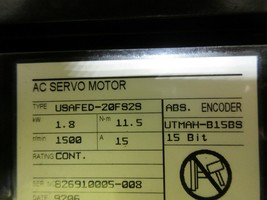 AC SERVO MOTOR
TYPE USAFED-20FS2S ABS. ENCODER
kW 1.8 N·m 11.5 UTMAH-B15BS
min 1500 A 15 15 Bit
RATING CONT.
SER No 826910005-008
DATE 9206